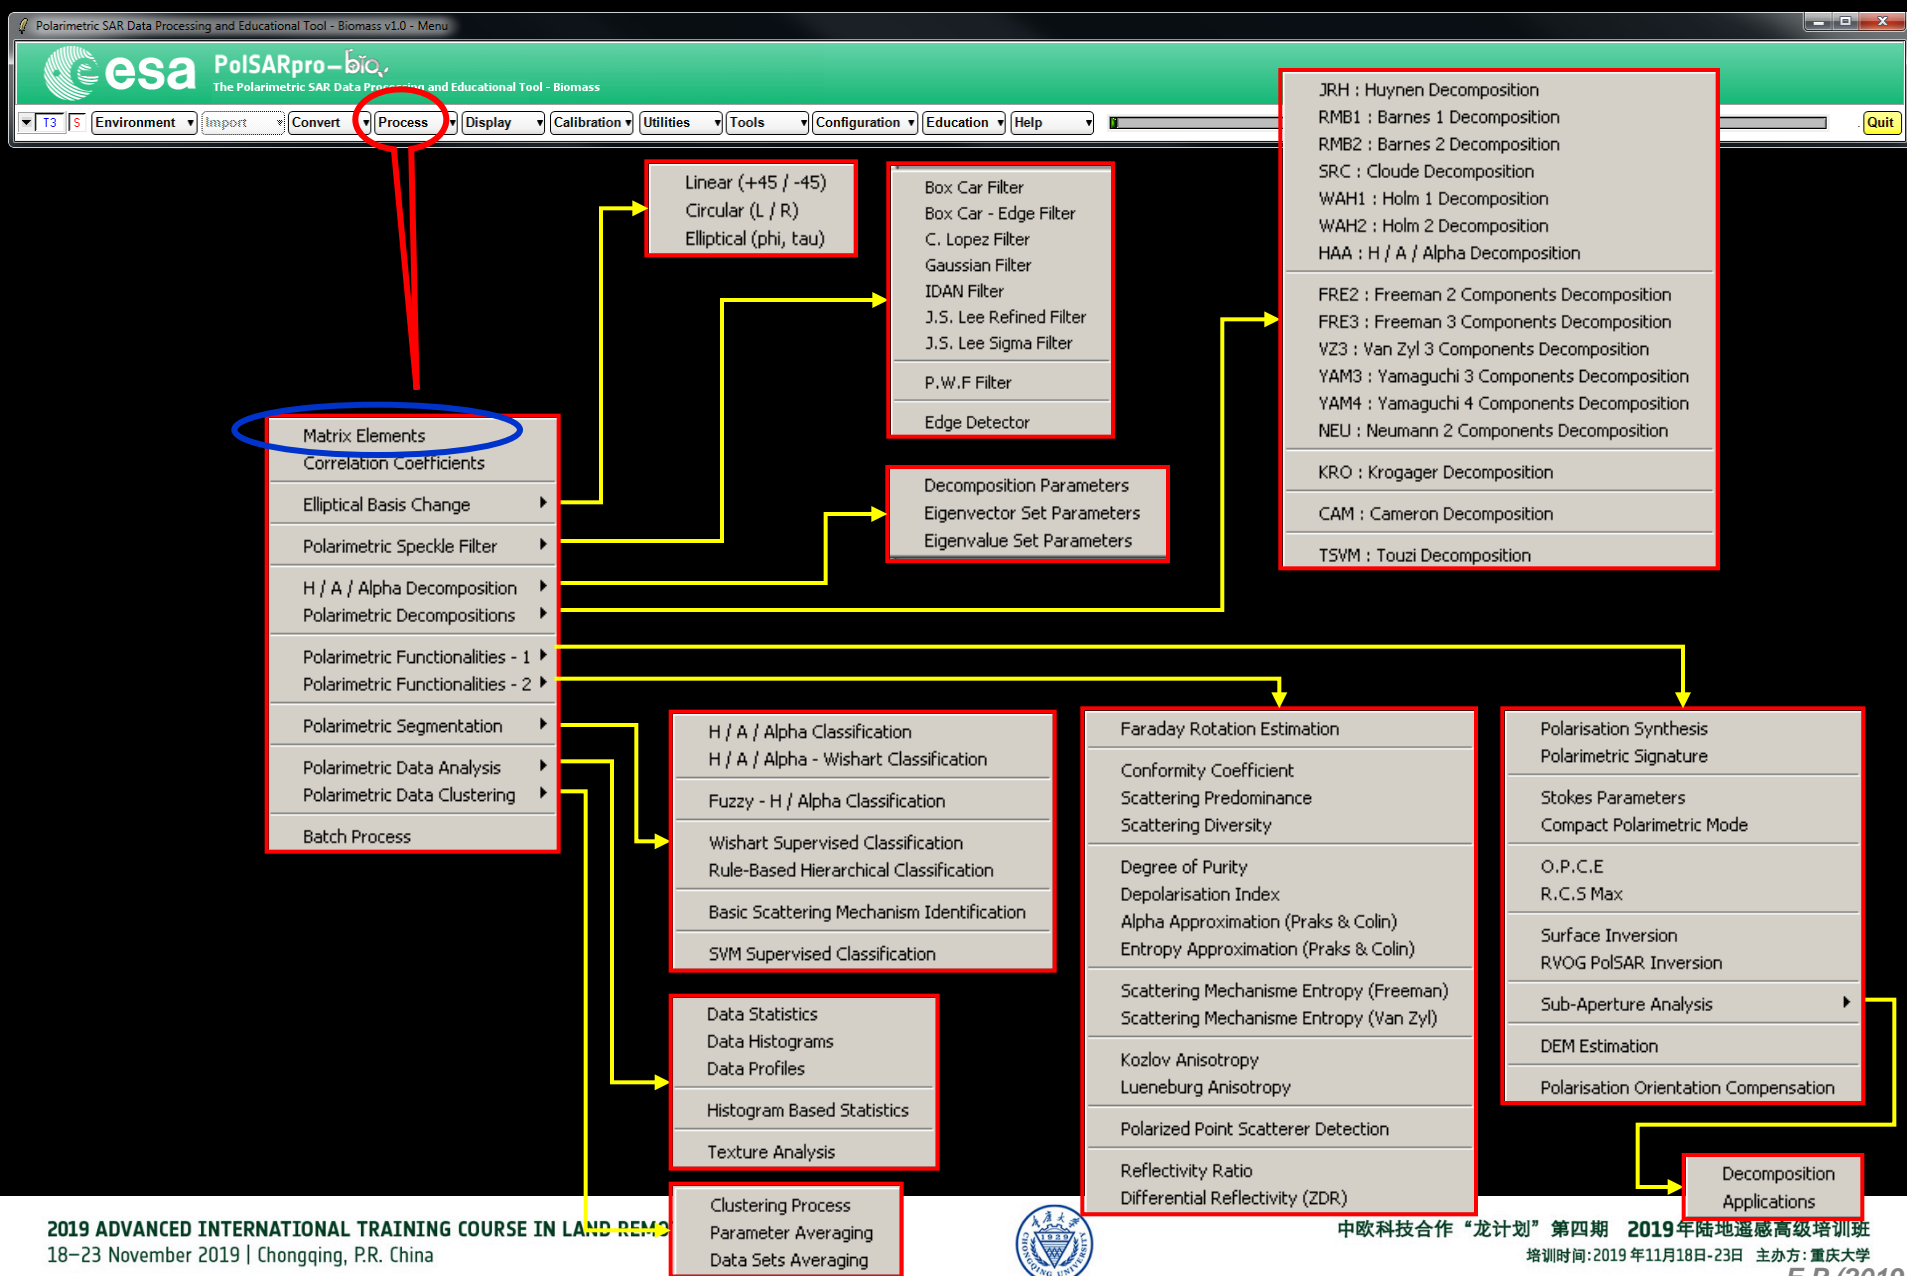 Polarimetric SAR Data Processing and Educational Tool - Biomass v1.0 - Menu
esa PolSARpro-bio
The Polarimetric SAR Data Processing and Educational Tool - Biomass
T3 S Environment Import Convert Process Display Calibration Utilities Tools Configuration Education Help Quit
Linear (+45 / -45)
Circular (L / R)
Elliptical (phi, tau)
Box Car Filter
Box Car - Edge Filter
C. Lopez Filter
Gaussian Filter
IDAN Filter
J.S. Lee Refined Filter
J.S. Lee Sigma Filter
P.W.F Filter
Edge Detector
JRH : Huynen Decomposition
RMB1 : Barnes 1 Decomposition
RMB2 : Barnes 2 Decomposition
SRC : Cloude Decomposition
WAH1 : Holm 1 Decomposition
WAH2 : Holm 2 Decomposition
HAA : H / A / Alpha Decomposition
FRE2 : Freeman 2 Components Decomposition
FRE3 : Freeman 3 Components Decomposition
VZ3 : Van Zyl 3 Components Decomposition
YAM3 : Yamaguchi 3 Components Decomposition
YAM4 : Yamaguchi 4 Components Decomposition
NEU : Neumann 2 Components Decomposition
KRO : Krogager Decomposition
CAM : Cameron Decomposition
TSVM : Touzi Decomposition
Matrix Elements
Correlation Coefficients
Elliptical Basis Change
Polarimetric Speckle Filter
H / A / Alpha Decomposition
Polarimetric Decompositions
Polarimetric Functionalities - 1
Polarimetric Functionalities - 2
Polarimetric Segmentation
Polarimetric Data Analysis
Polarimetric Data Clustering
Batch Process
Decomposition Parameters
Eigenvector Set Parameters
Eigenvalue Set Parameters
H / A / Alpha Classification
H / A / Alpha - Wishart Classification
Fuzzy - H / Alpha Classification
Wishart Supervised Classification
Rule-Based Hierarchical Classification
Basic Scattering Mechanism Identification
SVM Supervised Classification
Data Statistics
Data Histograms
Data Profiles
Histogram Based Statistics
Texture Analysis
Clustering Process
Parameter Averaging
Data Sets Averaging
Faraday Rotation Estimation
Conformity Coefficient
Scattering Predominance
Scattering Diversity
Degree of Purity
Depolarisation Index
Alpha Approximation (Praks & Colin)
Entropy Approximation (Praks & Colin)
Scattering Mechanisme Entropy (Freeman)
Scattering Mechanisme Entropy (Van Zyl)
Kozlov Anisotropy
Lueneburg Anisotropy
Polarized Point Scatterer Detection
Reflectivity Ratio
Differential Reflectivity (ZDR)
Polarisation Synthesis
Polarimetric Signature
Stokes Parameters
Compact Polarimetric Mode
O.P.C.E
R.C.S Max
Surface Inversion
RVOG PolSAR Inversion
Sub-Aperture Analysis
DEM Estimation
Polarisation Orientation Compensation
Decomposition
Applications
2019 ADVANCED INTERNATIONAL TRAINING COURSE IN LAND REMO
18–23 November 2019 | Chongqing, P.R. China
1929
中欧科技合作“龙计划”第四期 2019年陆地遥感高级培训班
培训时间:2019年11月18日-23日 主办方:重庆大学